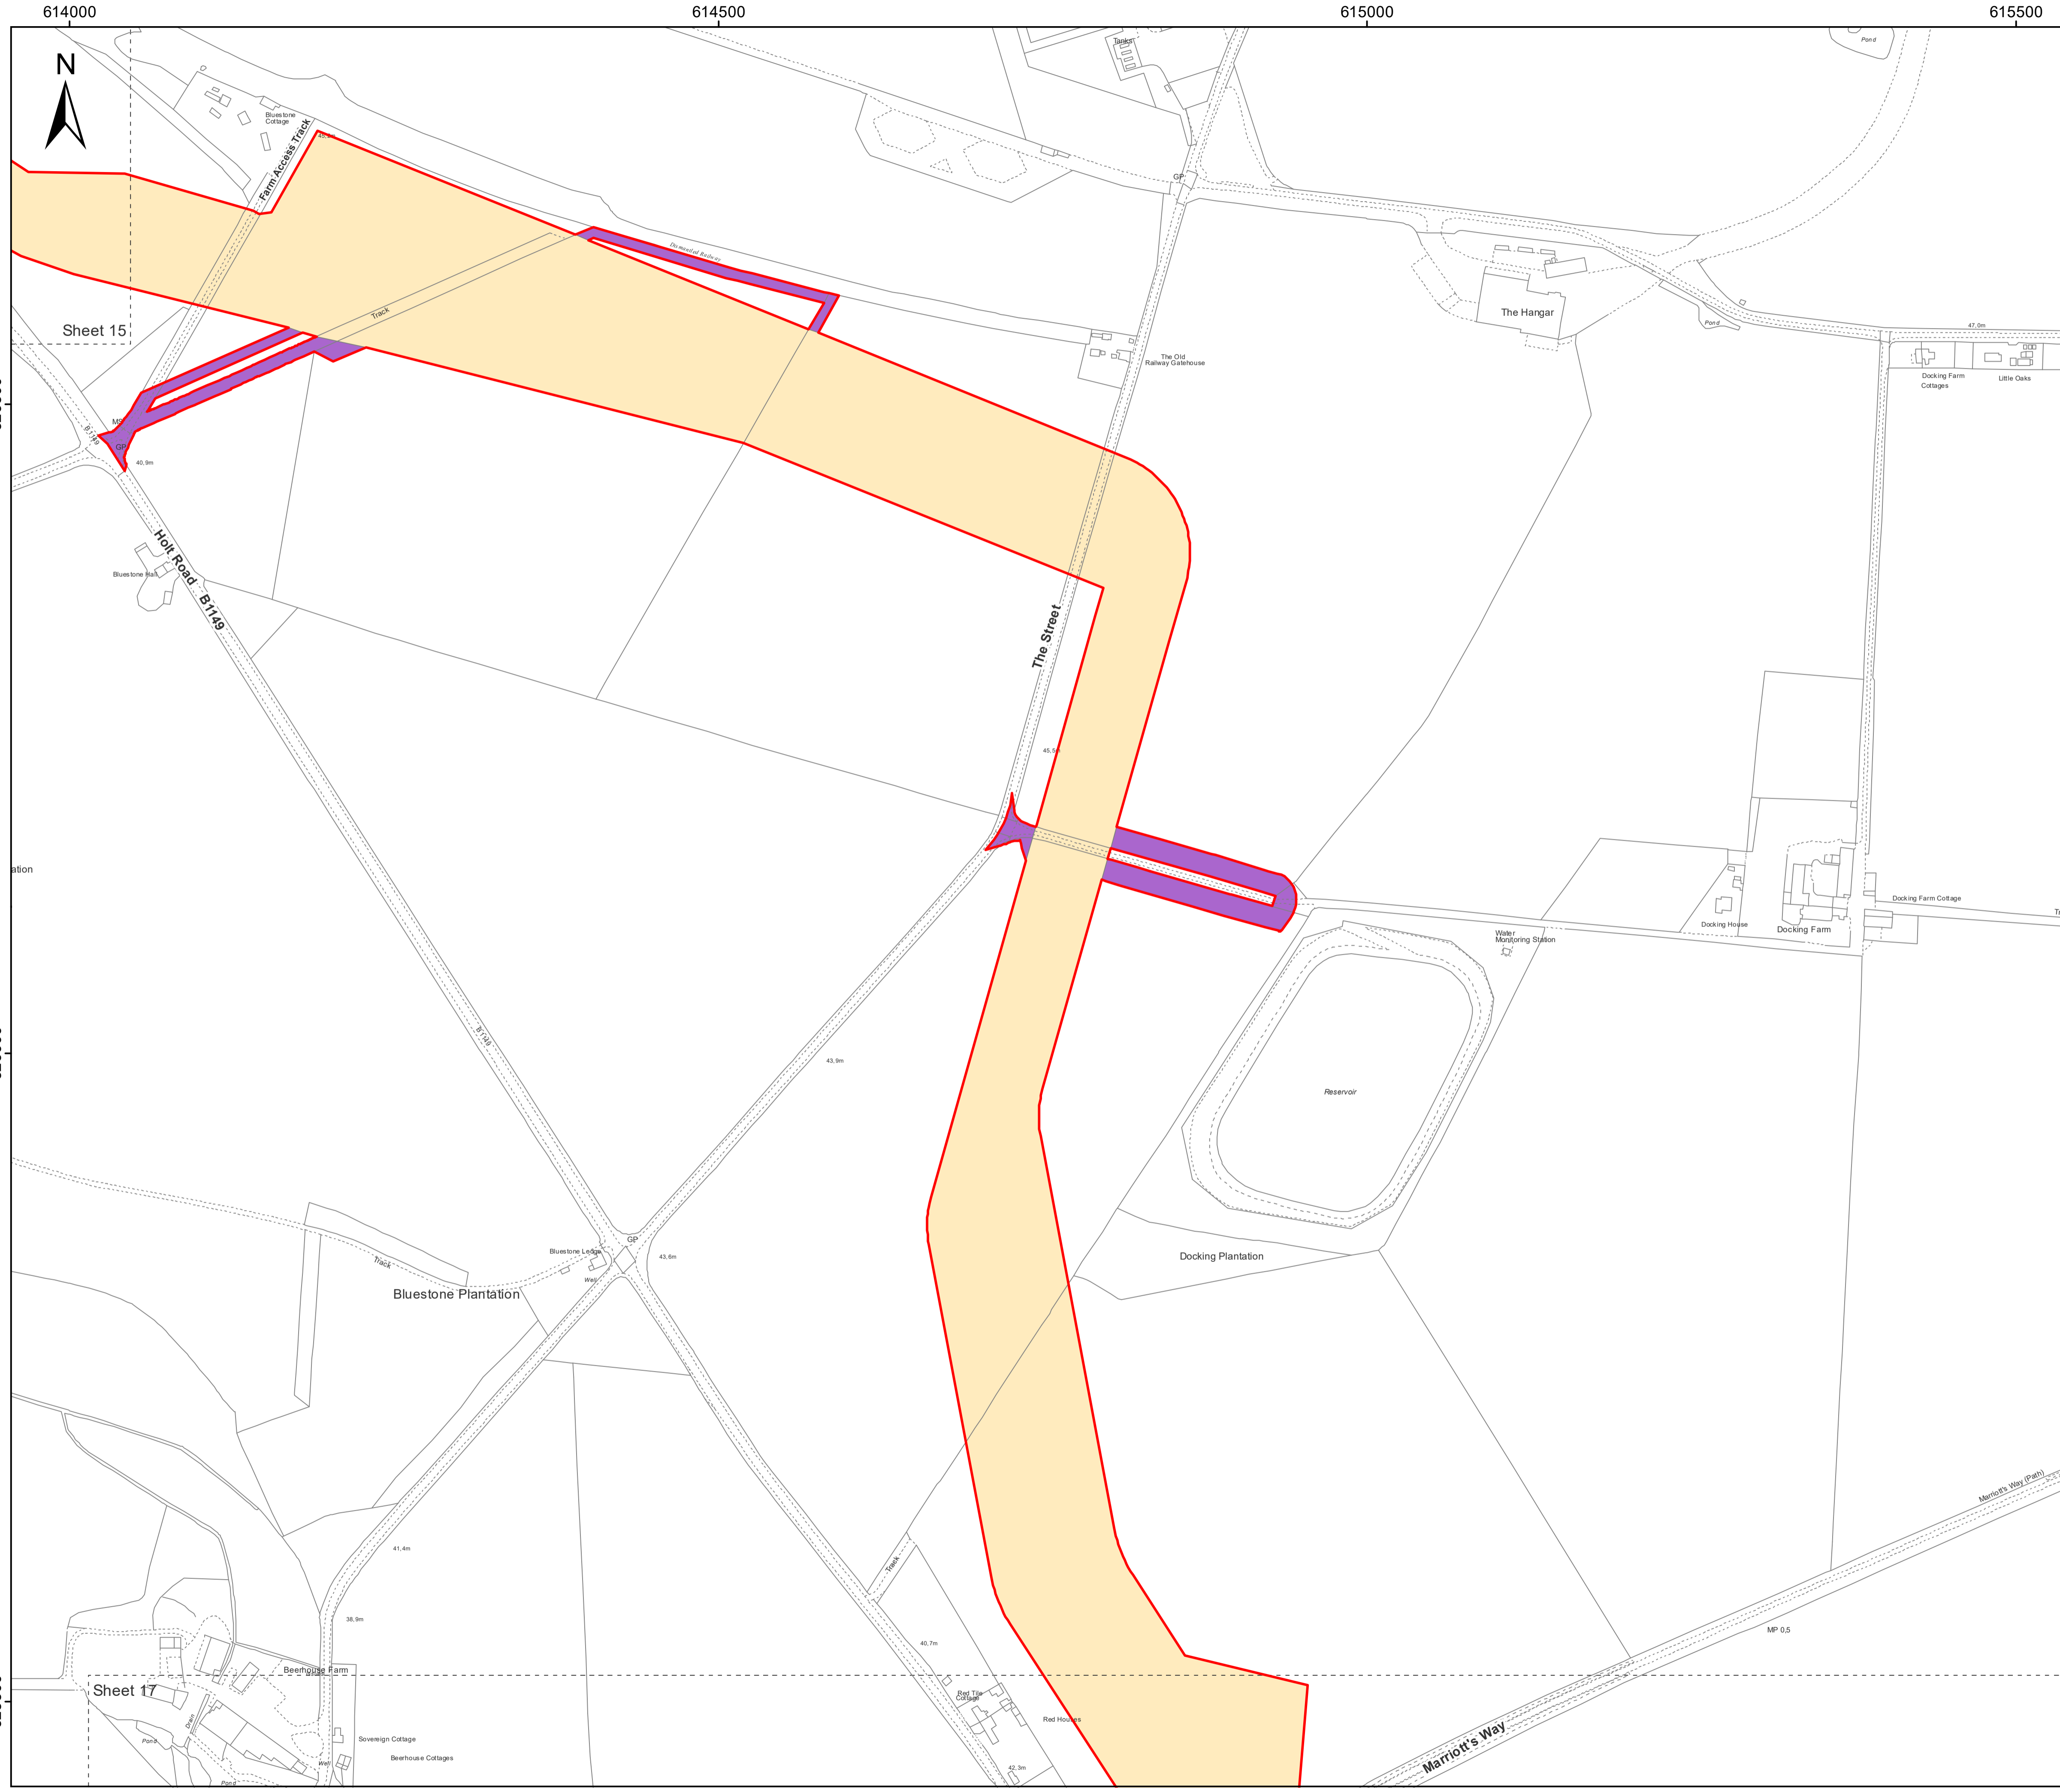 614000
614500
615000
615500
N
Tanks
Pond
Bluestone
Cottage
Farm Access Track
GP
Dismantled Railway
Track
The Hangar
Pond
47,0m
Sheet 15
The Old
Railway Gatehouse
Docking Farm
Cottages
Little Oaks
B1149
GP
40,9m
Holt Road
Bluestone Hall
B1149
The Street
ation
Docking Farm Cottage
Docking House
Docking Farm
Water
Monitoring Station
B1149
43,9m
Reservoir
GP
Bluestone Lodge
43,6m
Well
Track
Docking Plantation
Bluestone Plantation
Marriott's Way (Path)
41,4m
Track
38,9m
MP 0,5
40,7m
Beerhouse Farm
Sheet 17
Red Tile
Cottage
Drain
Red Houses
Marriott's Way
Pond
Sovereign Cottage
Beerhouse Cottages
Well
42,3m
Pond